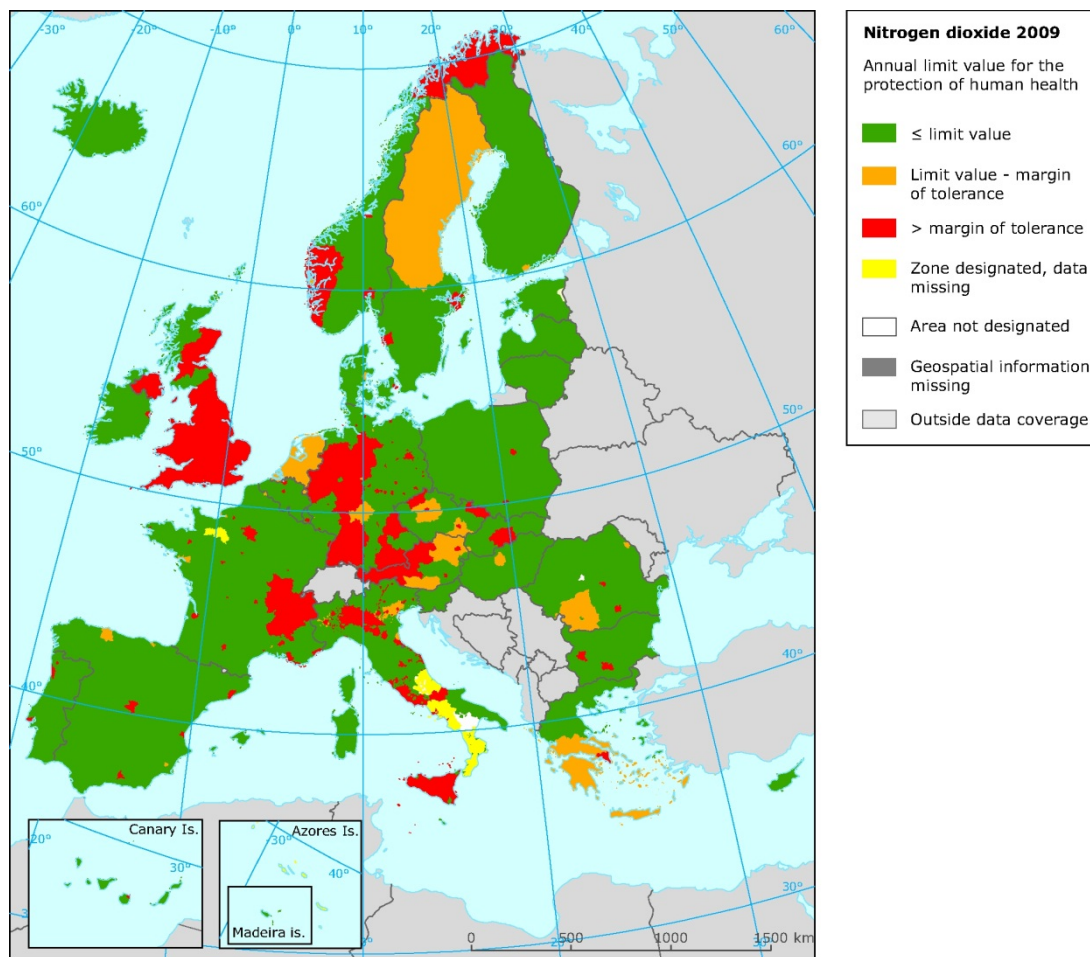 -30° -20° -10° 0° 10° 20° 30° 40° 50° 60°
60°
60°
50°
50°
40°
40°
30°
Canary Is.
20°
30°
Azores Is.
-30°
40°
Madeira is.
0 500 1000 1500 km
Nitrogen dioxide 2009
Annual limit value for the
protection of human health
≤ limit value
Limit value - margin
of tolerance
> margin of tolerance
Zone designated, data
missing
Area not designated
Geospatial information
missing
Outside data coverage